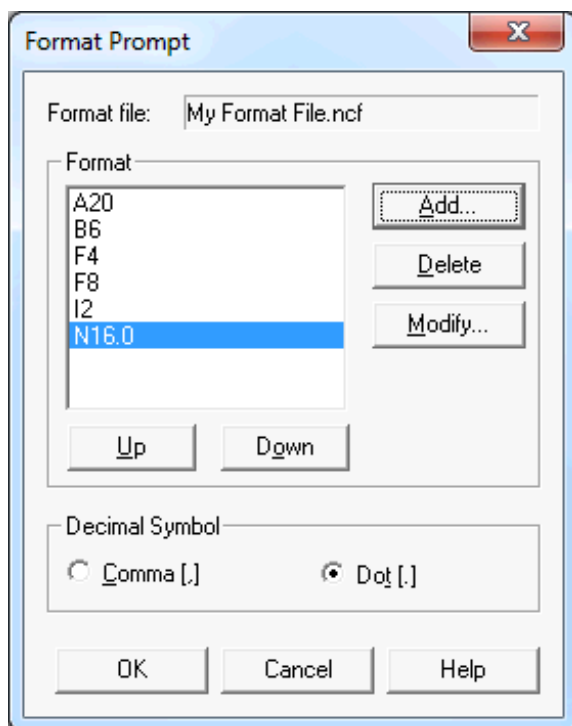 Format Prompt
Format file: My Format File.ncf
Format
A20
B6
F4
F8
I2
N16.0
Add...
Delete
Modify...
Up Down
Decimal Symbol
Comma [,] Dot [.]
OK Cancel Help